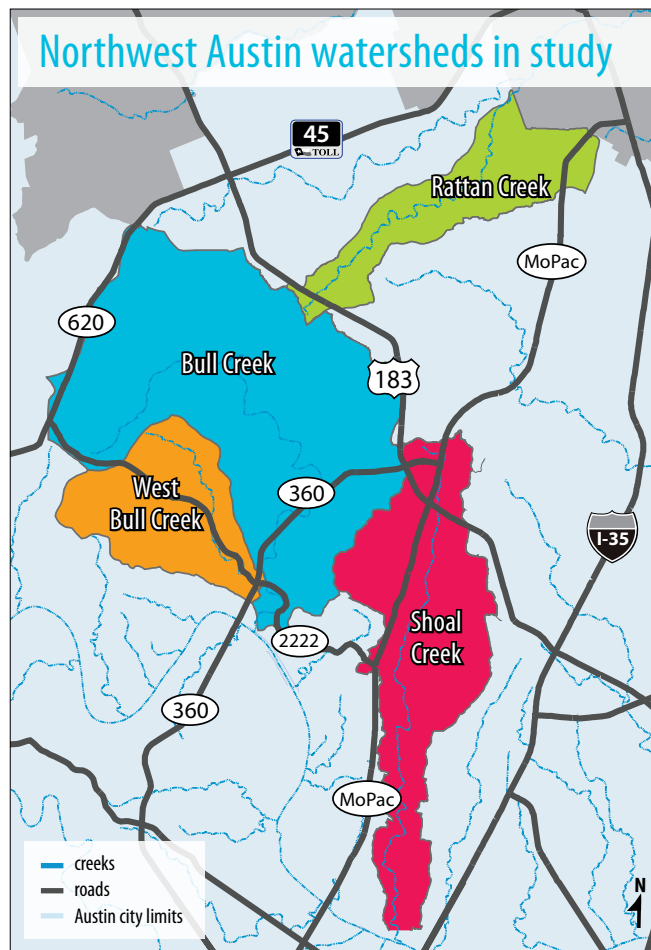 Northwest Austin watersheds in study
45
TOLL
Rattan Creek
MoPac
620
Bull Creek
183
West
Bull Creek
360
I-35
Shoal
Creek
2222
360
MoPac
creeks
roads
Austin city limits
N